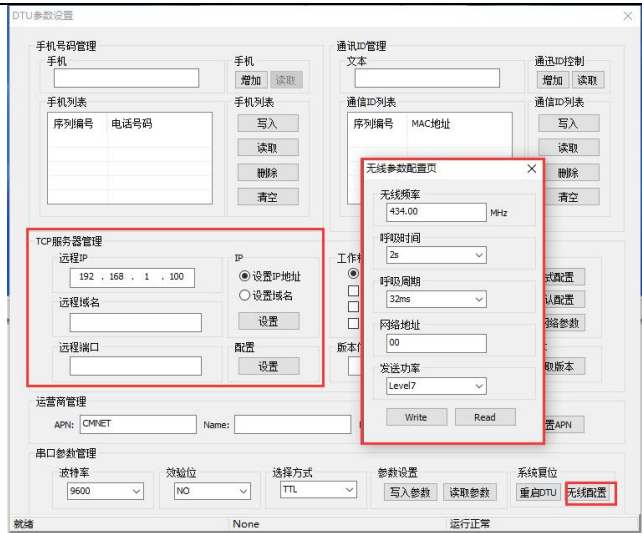 DTU参数设置
手机号码管理
手机
手机
增加 读取
手机列表
序列编号 电话号码
手机列表
写入
读取
删除
清空
通讯ID管理
文本
通讯ID控制
增加 读取
通信ID列表
序列编号 MAC地址
通信ID列表
写入
读取
删除
清空
TCP服务器管理
远程IP
192 . 168 . 1 . 100
远程域名
远程端口
IP
设置IP地址
设置域名
设置
配置
设置
无线参数配置页
无线频率
434.00 MHz
呼吸时间
2s
呼吸周期
32ms
网络地址
00
发送功率
Level7
Write Read
工作
式配置
认配置
网络参数
版本
取版本
运营商管理
APN: CMNET Name:
置APN
串口参数管理
波特率 效验位 选择方式 参数设置 系统复位
9600 NO TTL 写入参数 读取参数 重启DTU 无线配置
就绪 None 运行正常